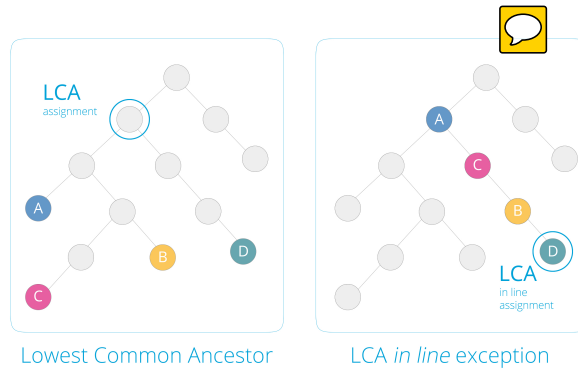 LCA
assignment
A
C
B
D
Lowest Common Ancestor
A
C
B
D
LCA
in line
assignment
LCA in line exception